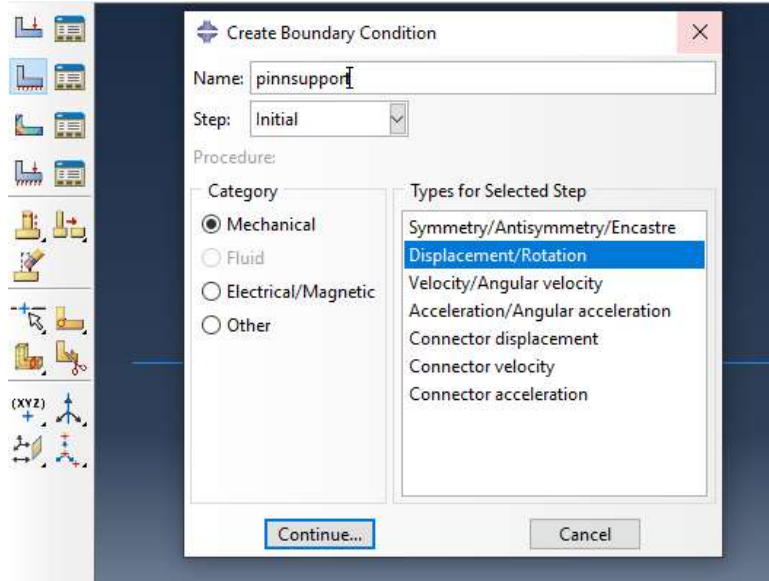 Create Boundary Condition
Name: pinnsupport
Step: Initial
Procedure:
Category
Mechanical
Fluid
Electrical/Magnetic
Other
Types for Selected Step
Symmetry/Antisymmetry/Encastre
Displacement/Rotation
Velocity/Angular velocity
Acceleration/Angular acceleration
Connector displacement
Connector velocity
Connector acceleration
(XYZ)
Continue...
Cancel